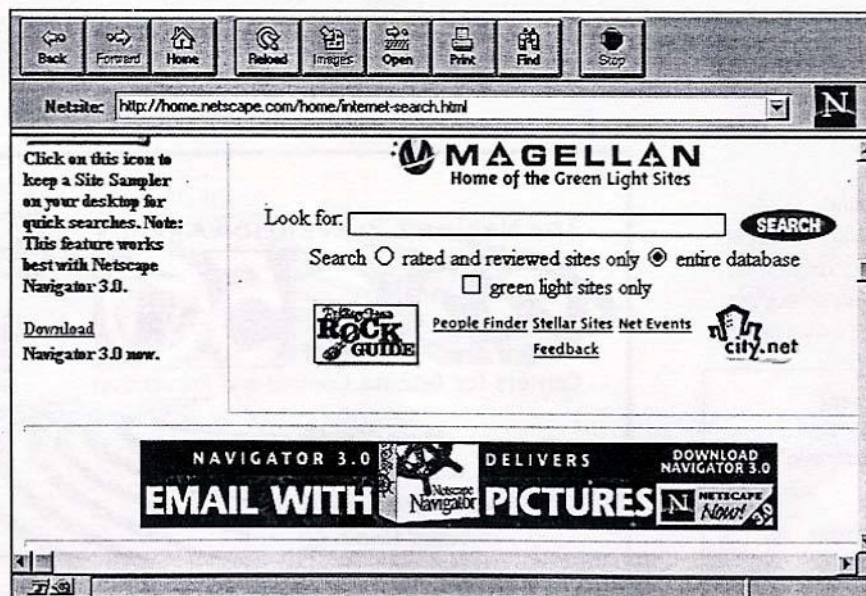 Back Forward Home Reload Images Open Print Find Stop
Netsite: http://home.netscape.com/home/internet-search.html
N
Click on this icon to
keep a Site Sampler
on your desktop for
quick searches. Note:
This feature works
best with Netscape
Navigator 3.0.
Download
Navigator 3.0 now.
MAGELLAN
Home of the Green Light Sites
Look for: SEARCH
Search rated and reviewed sites only entire database
green light sites only
ROCK
GUIDE
People Finder Stellar Sites Net Events
Feedback
city.net
NAVIGATOR 3.0 DELIVERS
EMAIL WITH PICTURES
Netscape
Navigator
DOWNLOAD
NAVIGATOR 3.0
N NETSCAPE
Now! 3.0